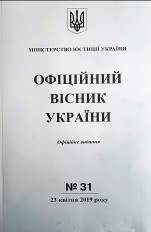 МІНІСТЕРСТВО ЮСТИЦІЇ УКРАЇНИ
ОФІЦІЙНИЙ
ВІСНИК
УКРАЇНИ
Офіційне видання
№ 31
23 квітня 2019 року